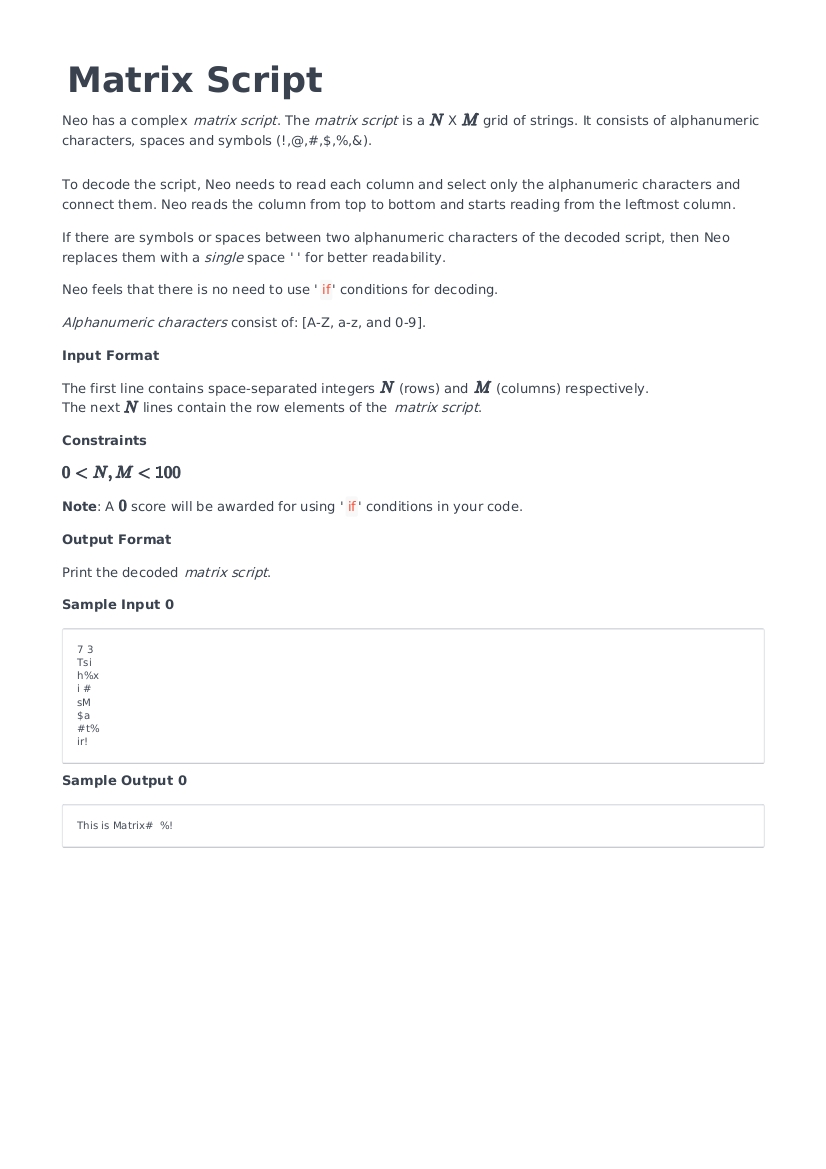 Matrix Script
Neo has a complex matrix script. The matrix script is a N X M grid of strings. It consists of alphanumeric
characters, spaces and symbols (!,@,#,$,%,&).
To decode the script, Neo needs to read each column and select only the alphanumeric characters and
connect them. Neo reads the column from top to bottom and starts reading from the leftmost column.
If there are symbols or spaces between two alphanumeric characters of the decoded script, then Neo
replaces them with a single space ' ' for better readability.
Neo feels that there is no need to use 'if' conditions for decoding.
Alphanumeric characters consist of: [A-Z, a-z, and 0-9].
Input Format
The first line contains space-separated integers N (rows) and M (columns) respectively.
The next N lines contain the row elements of the matrix script.
Constraints
0 < N, M < 100
Note: A 0 score will be awarded for using 'if' conditions in your code.
Output Format
Print the decoded matrix script.
Sample Input 0
7 3
Tsi
h%x
i #
sM
$a
#t%
ir!
Sample Output 0
This is Matrix#  %!